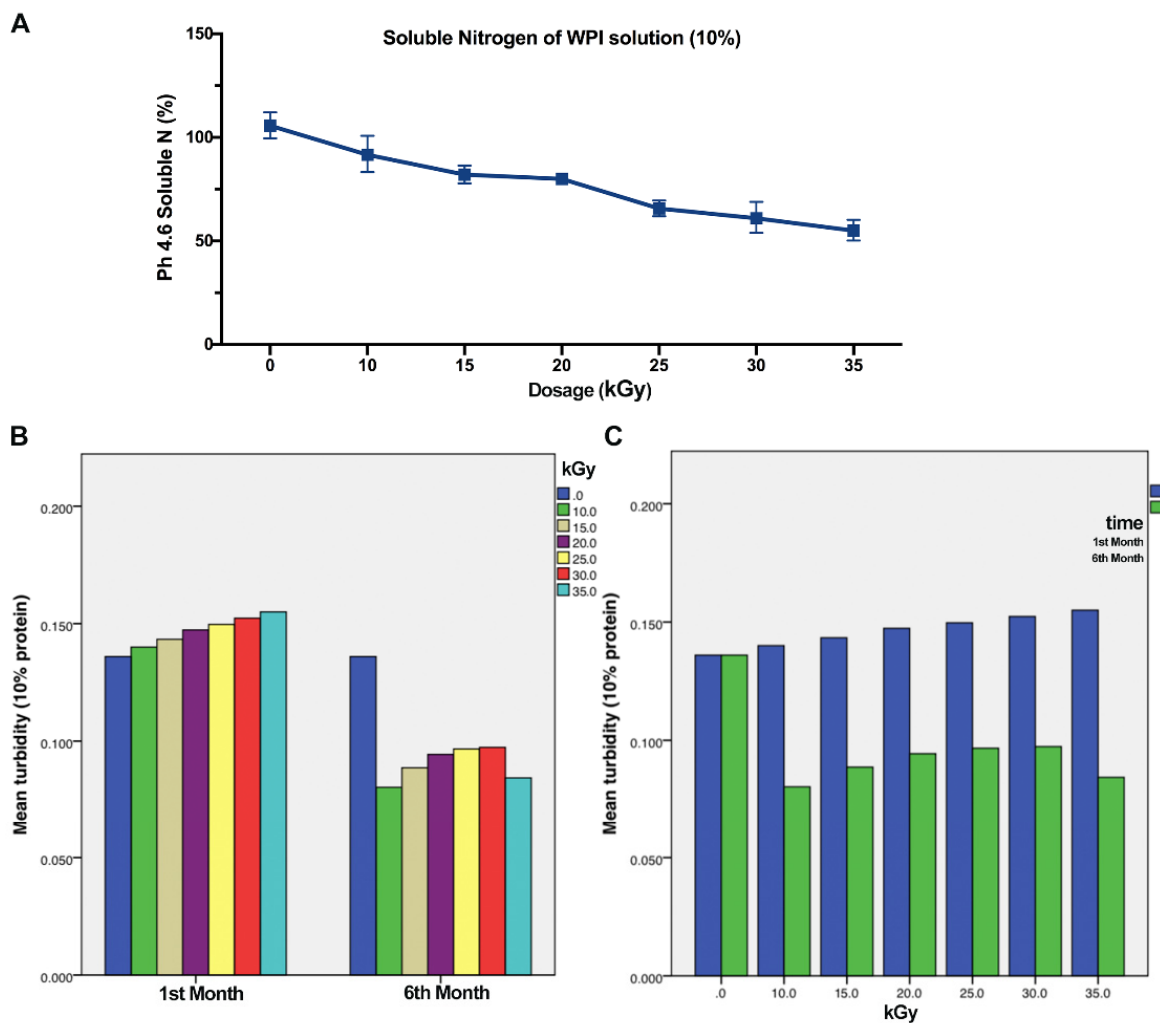 A
Soluble Nitrogen of WPI solution (10%)
Ph 4.6 Soluble N (%)
150
100
50
0
0 10 15 20 25 30 35
Dosage (kGy)
B
Mean turbidity (10% protein)
0.200
0.150
0.100
0.050
0.000
1st Month 6th Month
kGy
.0
10.0
15.0
20.0
25.0
30.0
35.0
C
Mean turbidity (10% protein)
0.200
0.150
0.100
0.050
0.000
.0 10.0 15.0 20.0 25.0 30.0 35.0
kGy
time
1st Month
6th Month